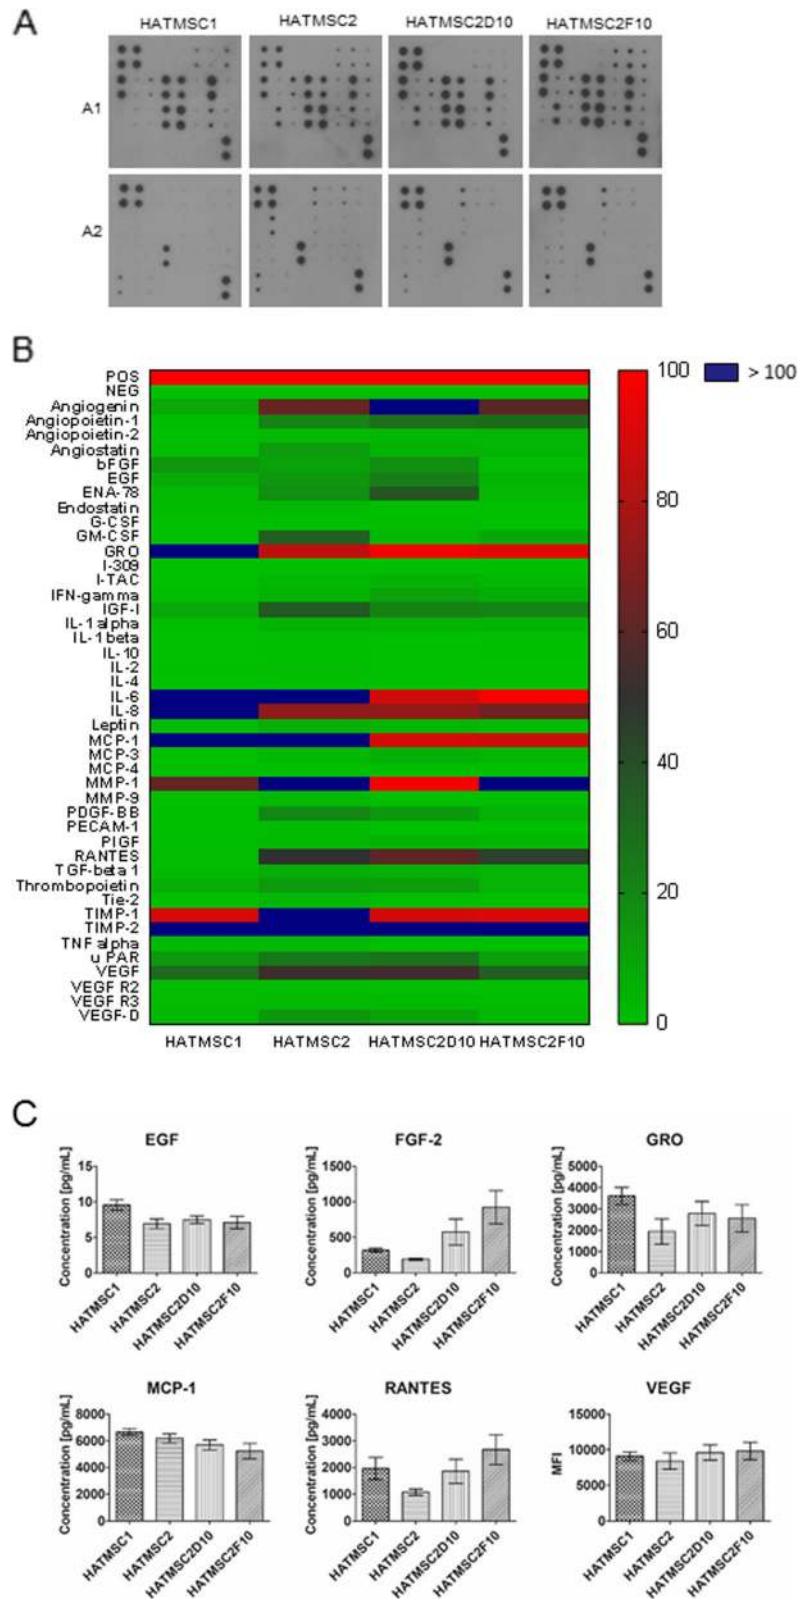 A
HATMSC1 HATMSC2 HATMSC2D10 HATMSC2F10
A1
A2
B
POS
NEG
Angiogenin
Angiopoietin-1
Angiopoietin-2
Angiostatin
bFGF
EGF
ENA-78
Endostatin
G-CSF
GM-CSF
GRO
I-309
I-TAC
IFN-gamma
IGF-I
IL-1 alpha
IL-1 beta
IL-10
IL-2
IL-4
IL-6
IL-8
Leptin
MCP-1
MCP-3
MCP-4
MMP-1
MMP-9
PDGF-BB
PECAM-1
PIGF
RANTES
TGF-beta 1
Thrombopoietin
Tie-2
TIMP-1
TIMP-2
TNF alpha
u PAR
VEGF
VEGF R2
VEGF R3
VEGF-D
HATMSC1 HATMSC2 HATMSC2D10 HATMSC2F10
100
80
60
40
20
0
> 100
C
EGF
Concentration [pg/mL]
15
10
5
0
HATMSC1
HATMSC2
HATMSC2D10
HATMSC2F10
FGF-2
Concentration [pg/mL]
1500
1000
500
0
HATMSC1
HATMSC2
HATMSC2D10
HATMSC2F10
GRO
Concentration [pg/mL]
5000
4000
3000
2000
1000
0
HATMSC1
HATMSC2
HATMSC2D10
HATMSC2F10
MCP-1
Concentration [pg/mL]
8000
6000
4000
2000
0
HATMSC1
HATMSC2
HATMSC2D10
HATMSC2F10
RANTES
Concentration [pg/mL]
4000
3000
2000
1000
0
HATMSC1
HATMSC2
HATMSC2D10
HATMSC2F10
VEGF
MFI
15000
10000
5000
0
HATMSC1
HATMSC2
HATMSC2D10
HATMSC2F10